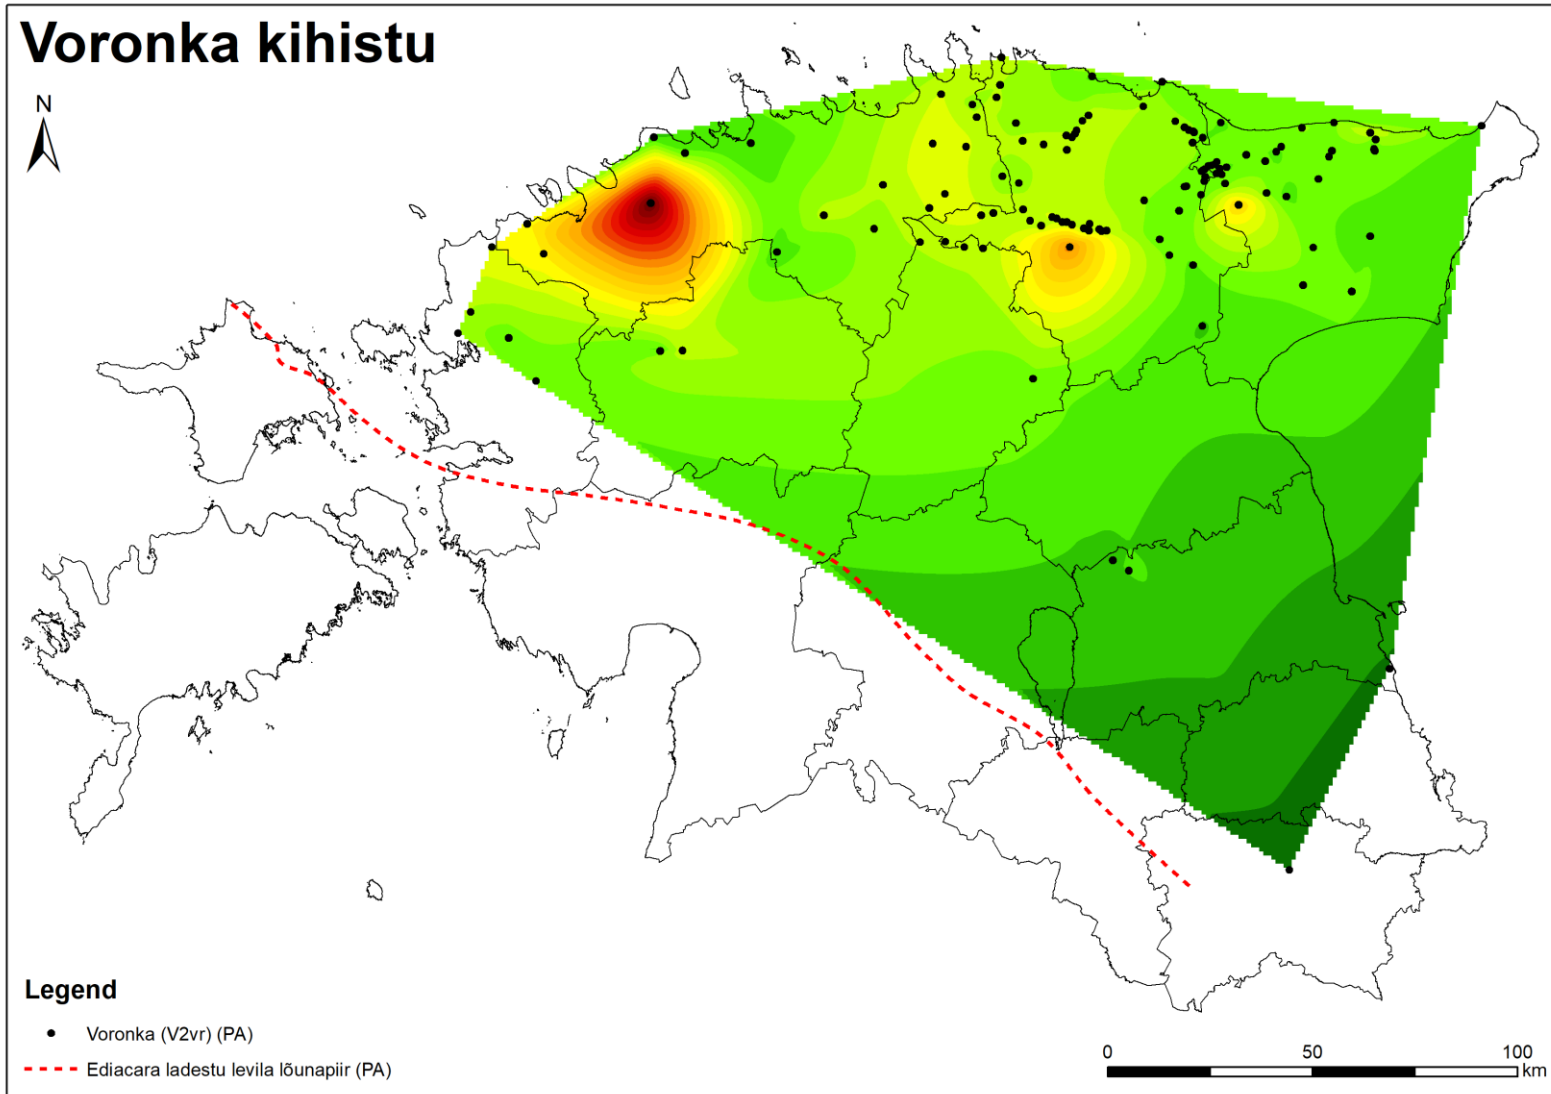 Voronka kihistu
N
Legend
Voronka (V2vr) (PA)
Ediacara ladestu levila lõunapiir (PA)
0 50 100
km